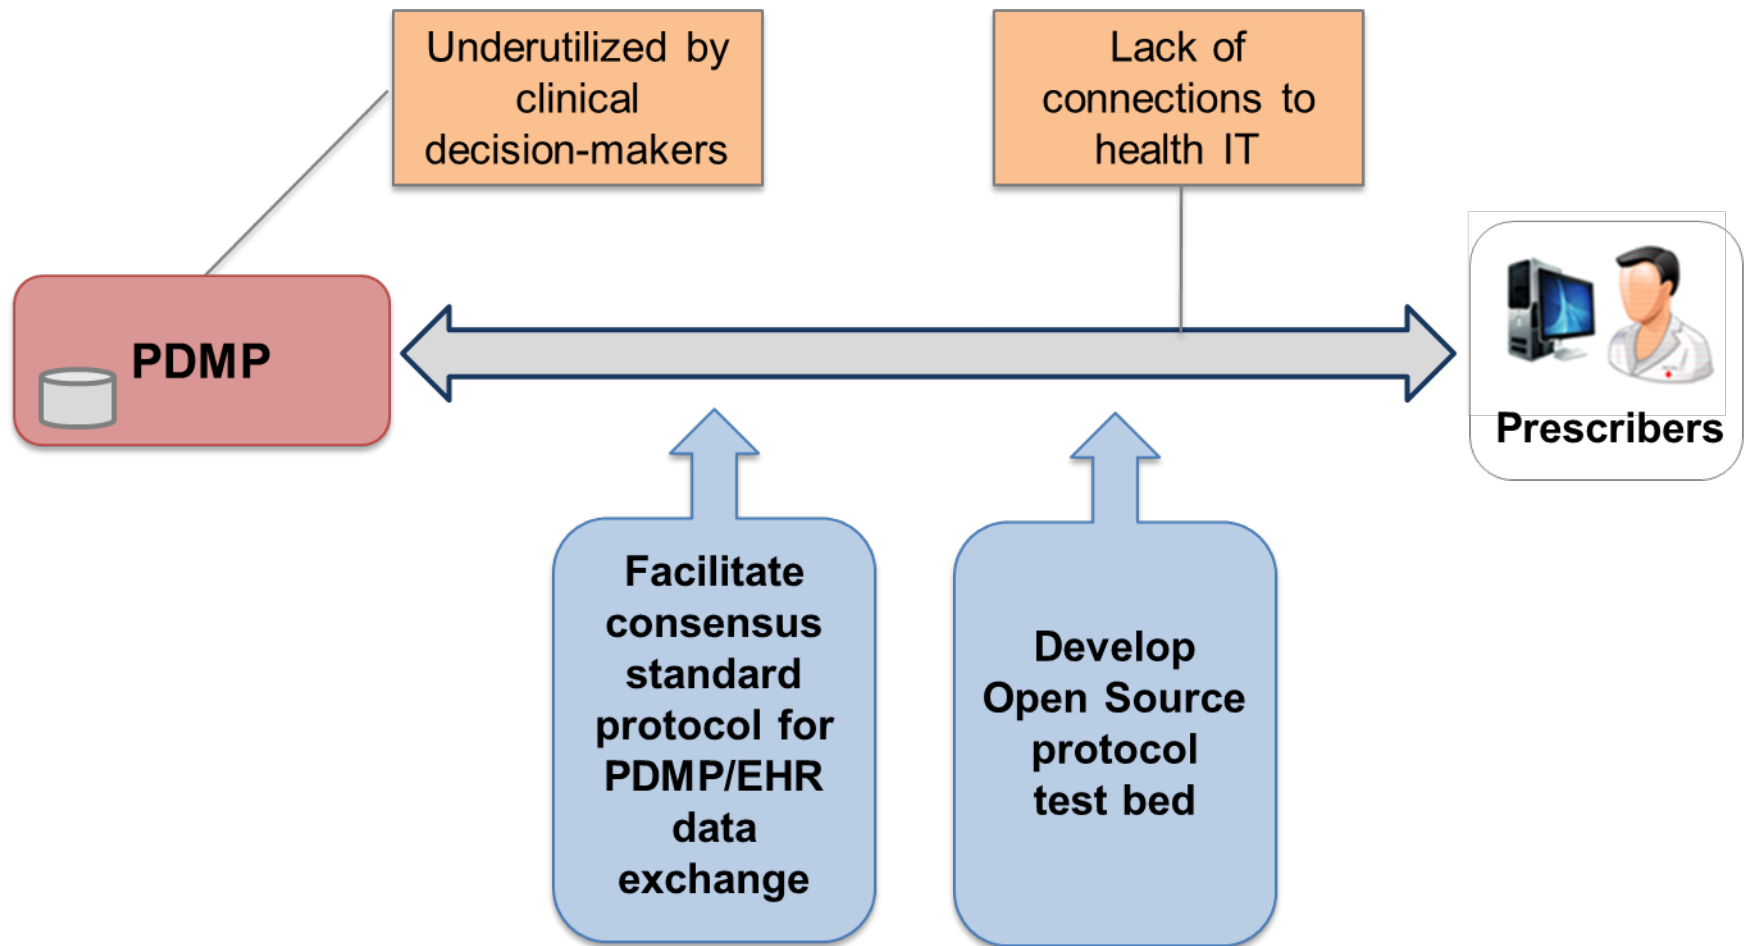 Underutilized by
clinical
decision-makers
Lack of
connections to
health IT
PDMP
Prescribers
Facilitate
consensus
standard
protocol for
PDMP/EHR
data
exchange
Develop
Open Source
protocol
test bed